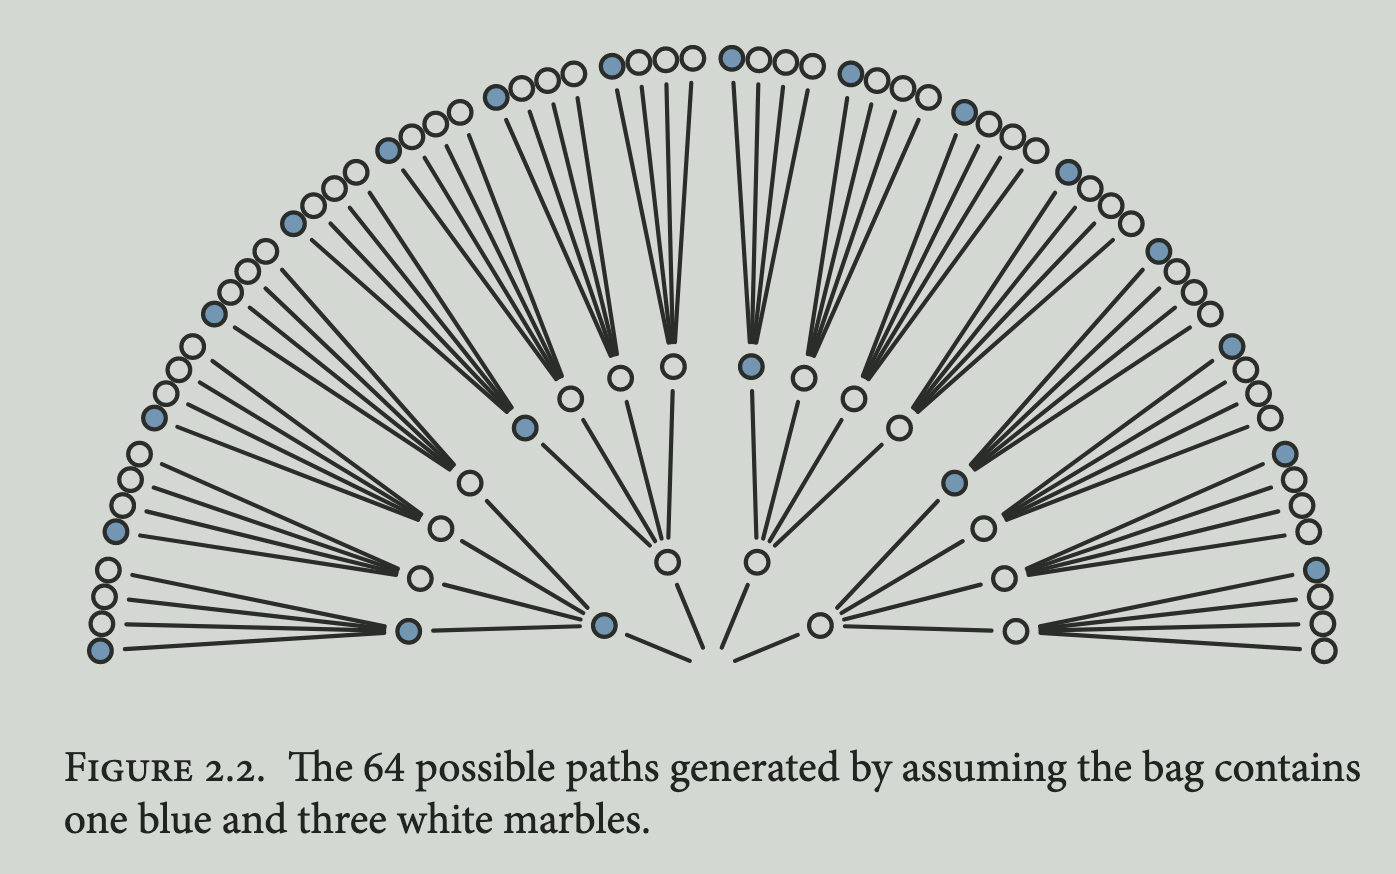 Figure 2.2. The 64 possible paths generated by assuming the bag contains
one blue and three white marbles.